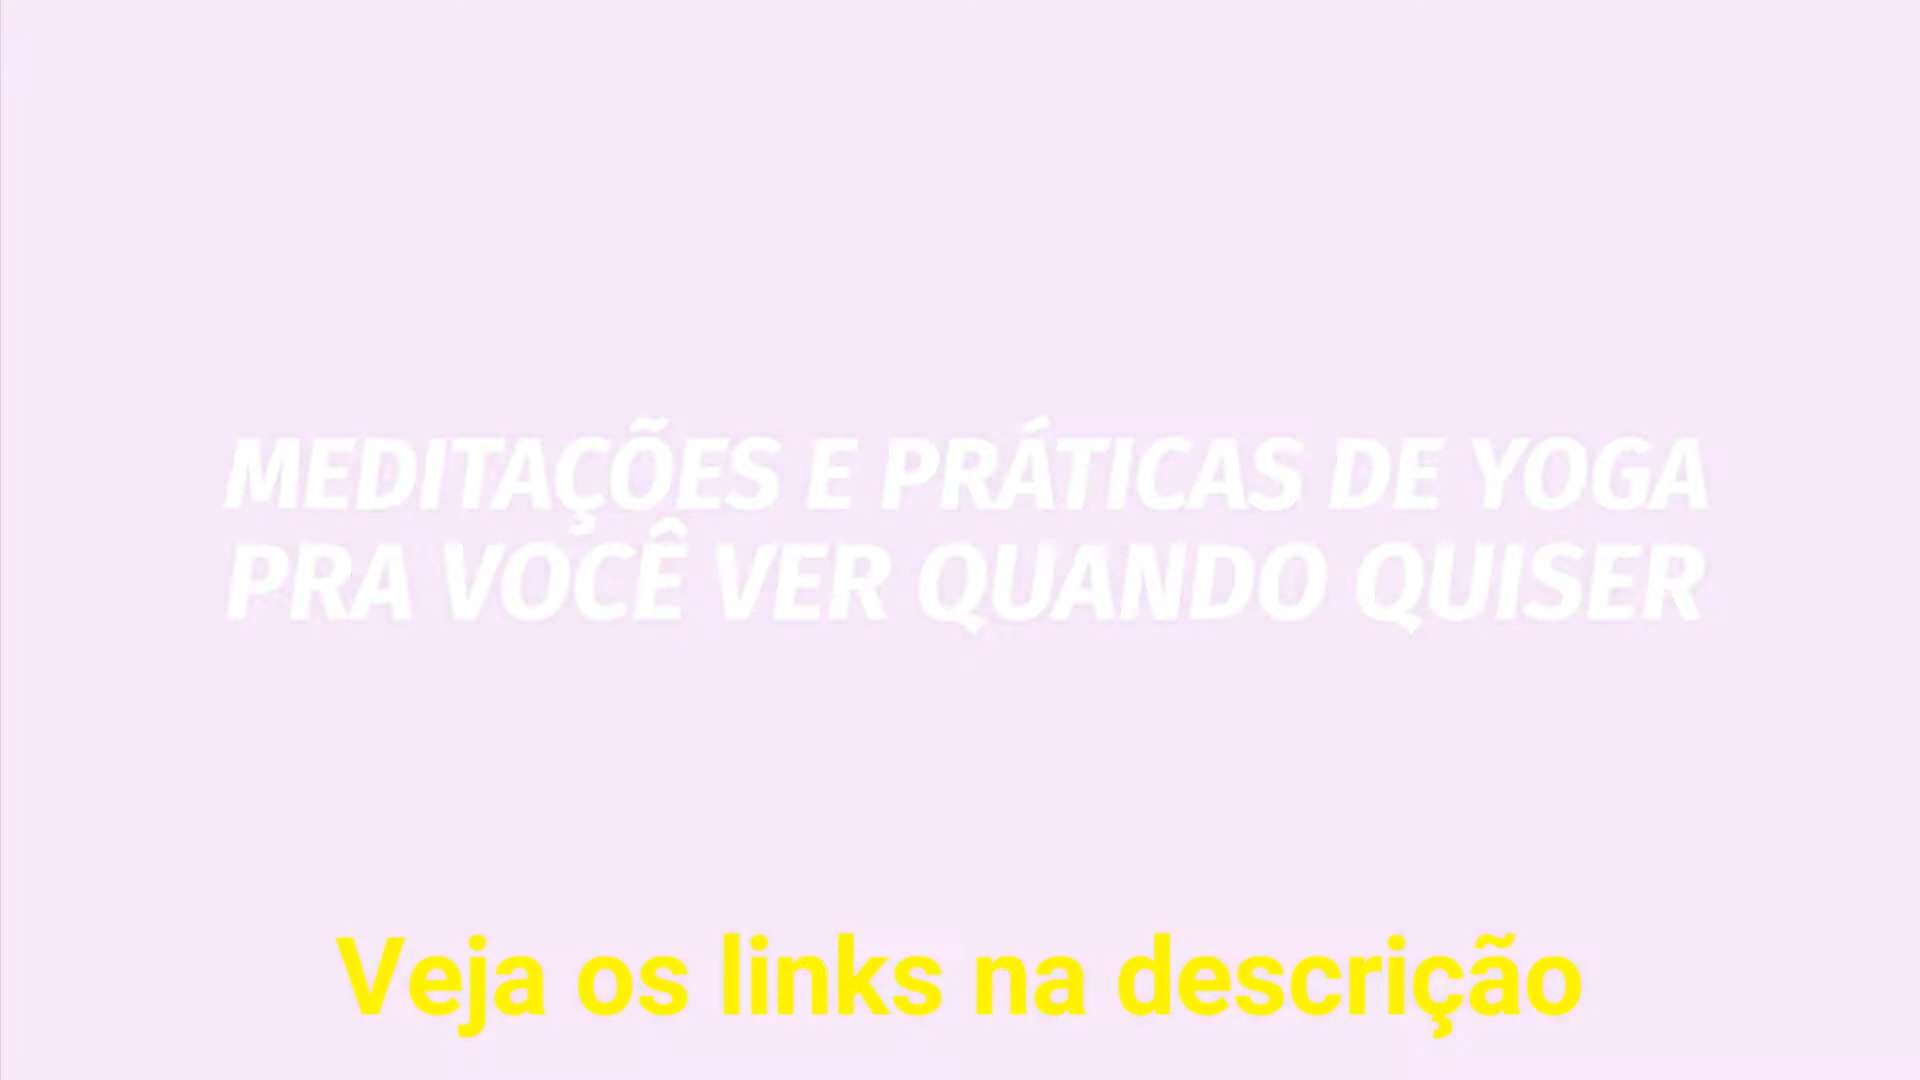 MEDITAÇÕES E PRÁTICAS DE YOGA
PRA VOCÊ VER QUANDO QUISER
Veja os links na descrição